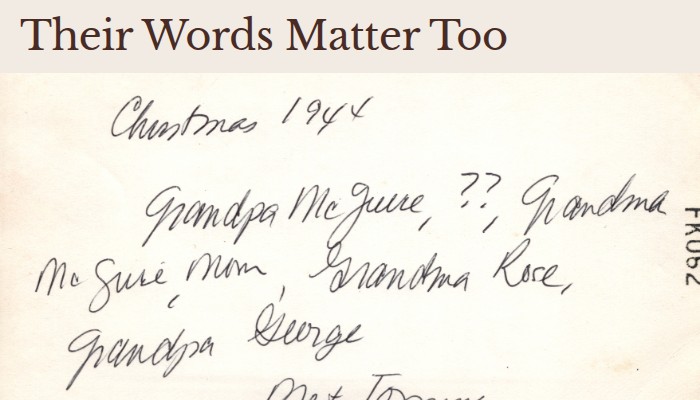 Their Words Matter Too
Christmas 1944
Grandpa McGuire, ??, Grandma
McGuire, Mom, Grandma Rose,
Grandpa George